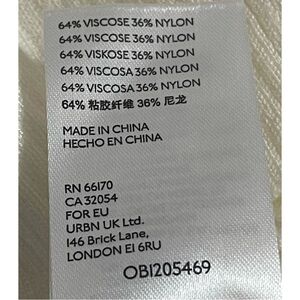 64% VISCOSE 36% NYLON
64% VISCOSE 36% NYLON
64% VISKOSE 36% NYLON
64% VISCOSA 36% NYLON
64% VISCOSA 36% NYLON
64% 粘胶纤维 36% 尼龙
MADE IN CHINA
HECHO EN CHINA
RN 66170
CA 32054
FOR EU
URBN UK Ltd.
146 Brick Lane,
LONDON E1 6RU
OB1205469